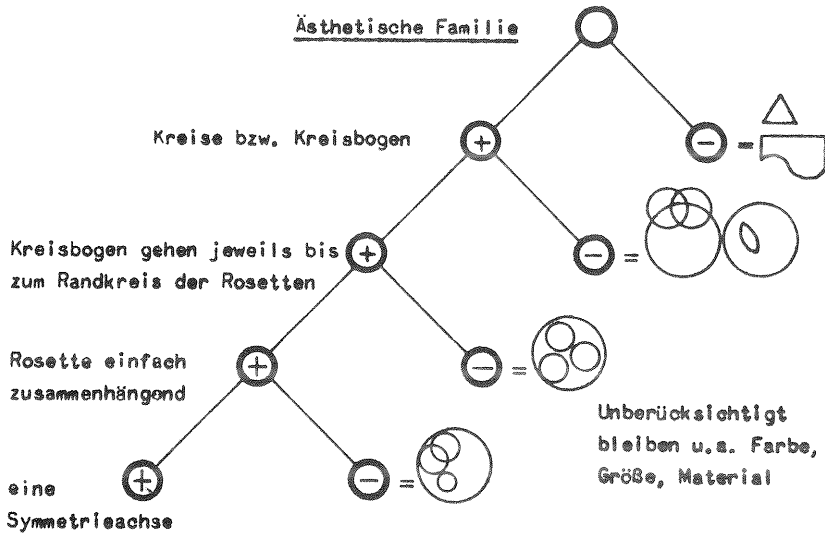 Ästhetische Familie
Kreise bzw. Kreisbogen
+
− =
Kreisbogen gehen jeweils bis
zum Randkreis der Rosetten
+
− =
Rosette einfach
zusammenhängend
+
− =
Unberücksichtigt
bleiben u.a. Farbe,
Größe, Material
eine
Symmetrieachse
+
− =